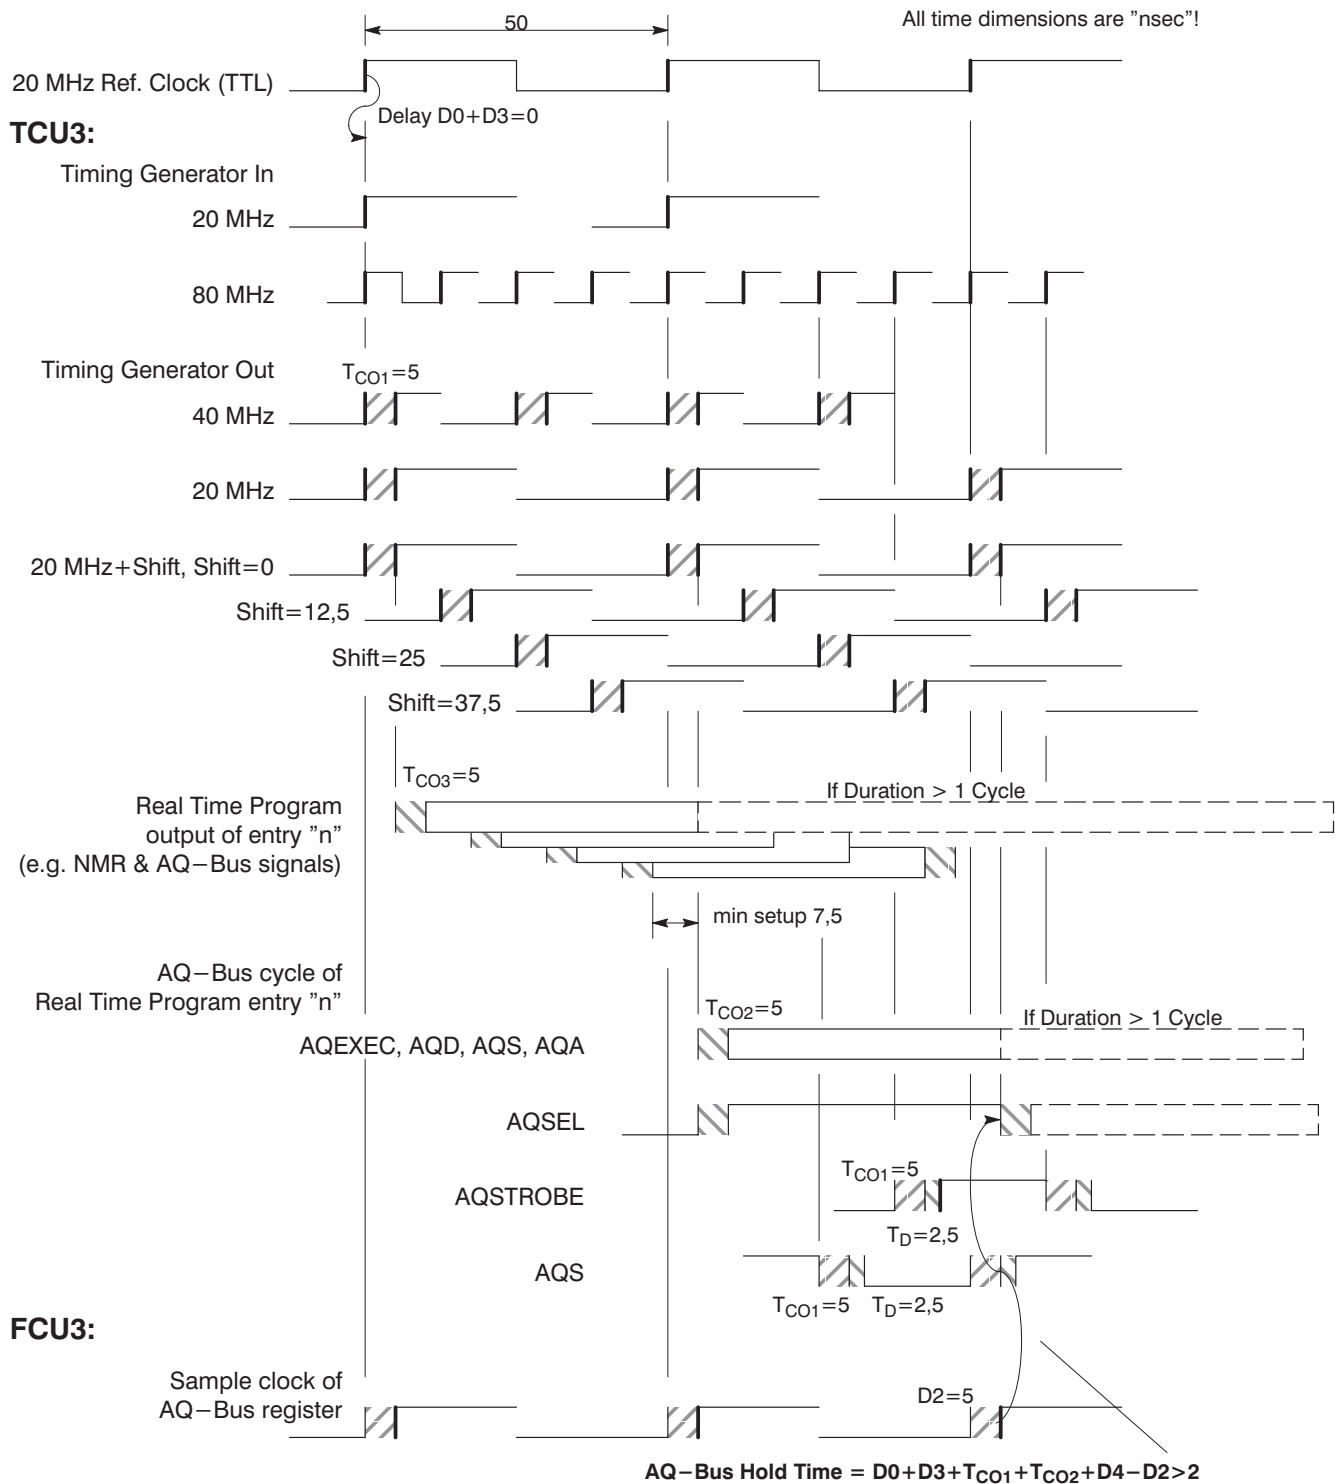 50
All time dimensions are ”nsec”!
20 MHz Ref. Clock (TTL)
Delay D0+D3=0
TCU3:
Timing Generator In
20 MHz
80 MHz
Timing Generator Out
TCO1=5
40 MHz
20 MHz
20 MHz+Shift, Shift=0
Shift=12,5
Shift=25
Shift=37,5
TCO3=5
If Duration > 1 Cycle
Real Time Program
output of entry ”n”
(e.g. NMR & AQ−Bus signals)
min setup 7,5
AQ−Bus cycle of
Real Time Program entry ”n”
TCO2=5
If Duration > 1 Cycle
AQEXEC, AQD, AQS, AQA
AQSEL
TCO1=5
AQSTROBE
TD=2,5
AQS
TCO1=5
TD=2,5
FCU3:
Sample clock of
AQ−Bus register
D2=5
AQ−Bus Hold Time = D0+D3+TCO1+TCO2+D4−D2>2